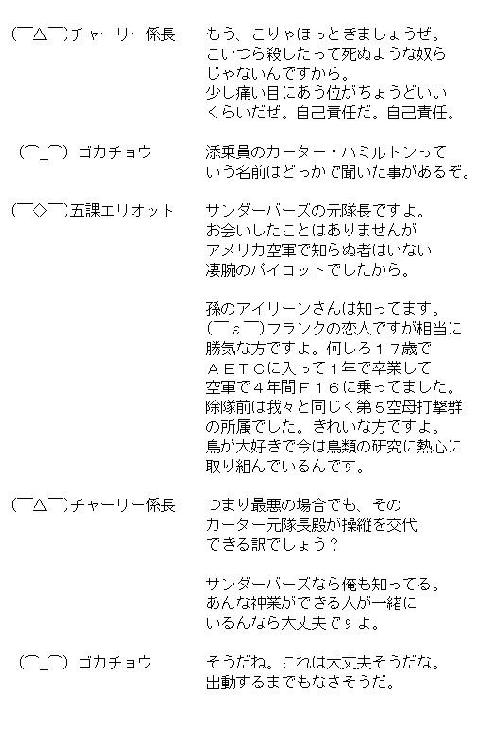 (￣△￣)チャーリー係長　もう、こりゃほっときましょうぜ。
こいつら殺したって死ぬような奴ら
じゃないんですから。
少し痛い目にあう位がちょうどいい
くらいだぜ。自己責任だ。自己責任。
(⌒_⌒) ゴカチョウ　添乗員のカーター・ハミルトンって
いう名前はどっかで聞いた事があるぞ。
(￣◇￣)五課エリオット　サンダーバーズの元隊長ですよ。
お会いしたことはありませんが
アメリカ空軍で知らぬ者はいない
凄腕のパイロットでしたから。
孫のアイリーンさんは知ってます。
(￣ε￣)フランクの恋人ですが相当に
勝気な方ですよ。何しろ１７歳で
ＡＥＴＣに入って１年で卒業して
空軍で４年間Ｆ１６に乗ってました。
除隊前は我々と同じく第５空母打撃群
の所属でした。きれいな方ですよ。
鳥が大好きで今は鳥類の研究に熱心に
取り組んでいるんです。
(￣△￣)チャーリー係長　つまり最悪の場合でも、その
カーター元隊長殿が操縦を交代
できる訳でしょう？
サンダーバーズなら俺も知ってる。
あんな神業ができる人が一緒に
いるんなら大丈夫ですよ。
(⌒_⌒) ゴカチョウ　そうだね。これは大丈夫そうだな。
出動するまでもなさそうだ。